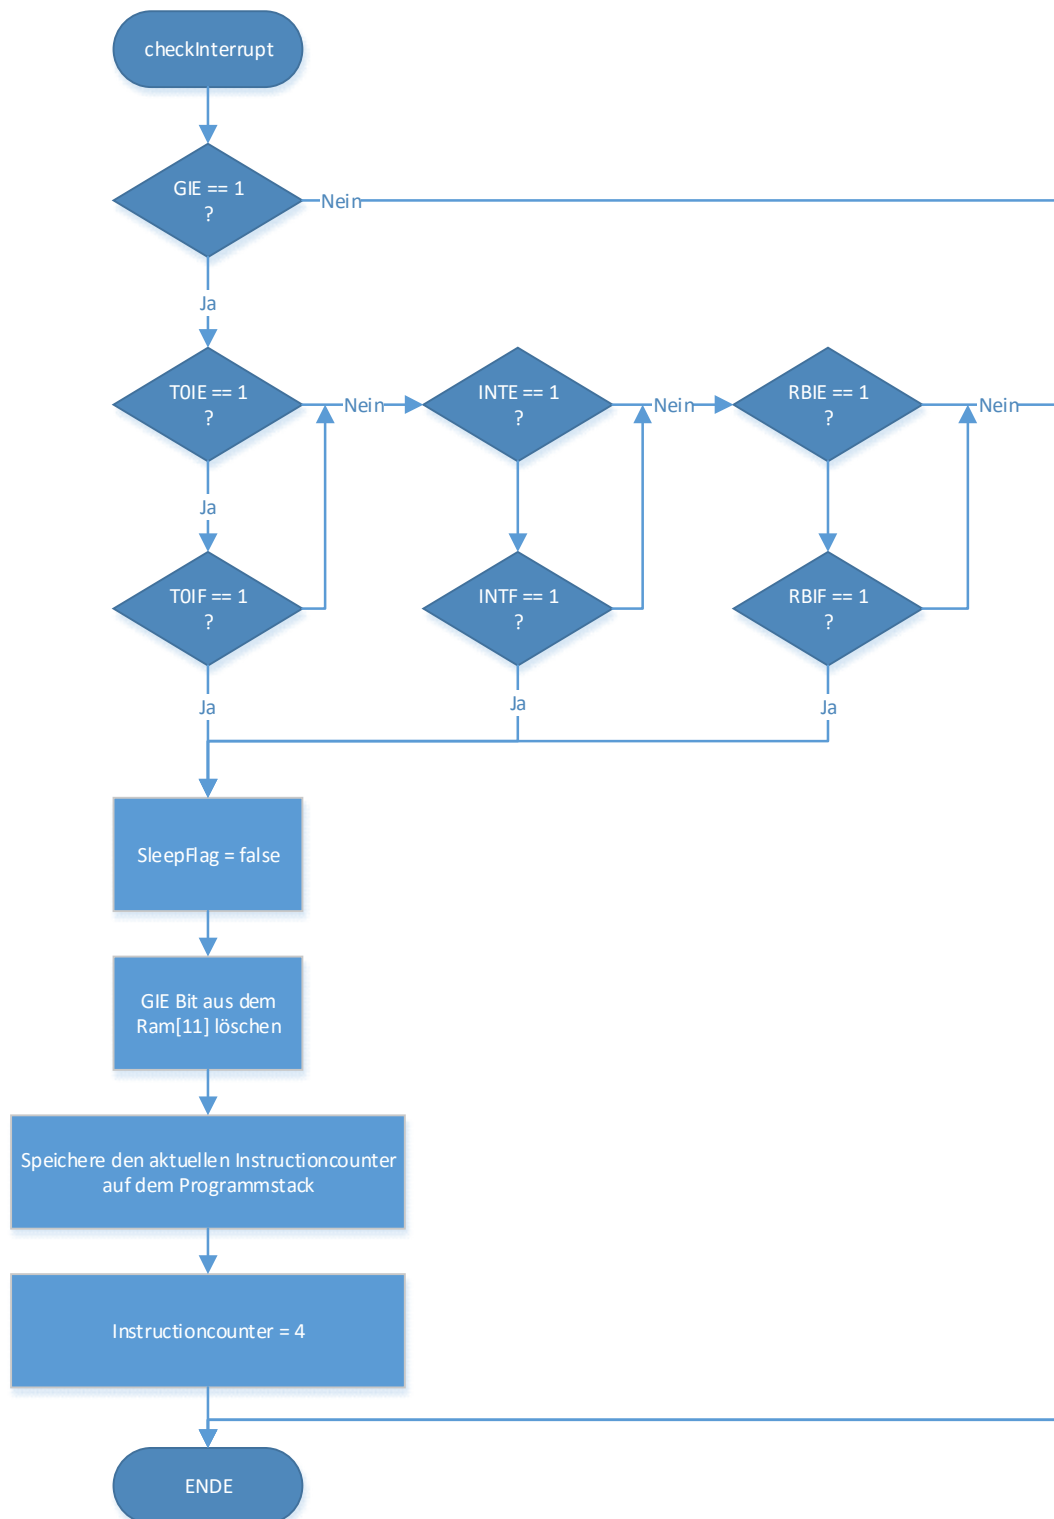 checkInterrupt
GIE == 1
?
Nein
Ja
T0IE == 1
?
Nein
INTE == 1
?
Nein
RBIE == 1
?
Nein
Ja
T0IF == 1
?
INTF == 1
?
RBIF == 1
?
Ja
Ja
Ja
SleepFlag = false
GIE Bit aus dem
Ram[11] löschen
Speichere den aktuellen Instructioncounter
auf dem Programmstack
Instructioncounter = 4
ENDE